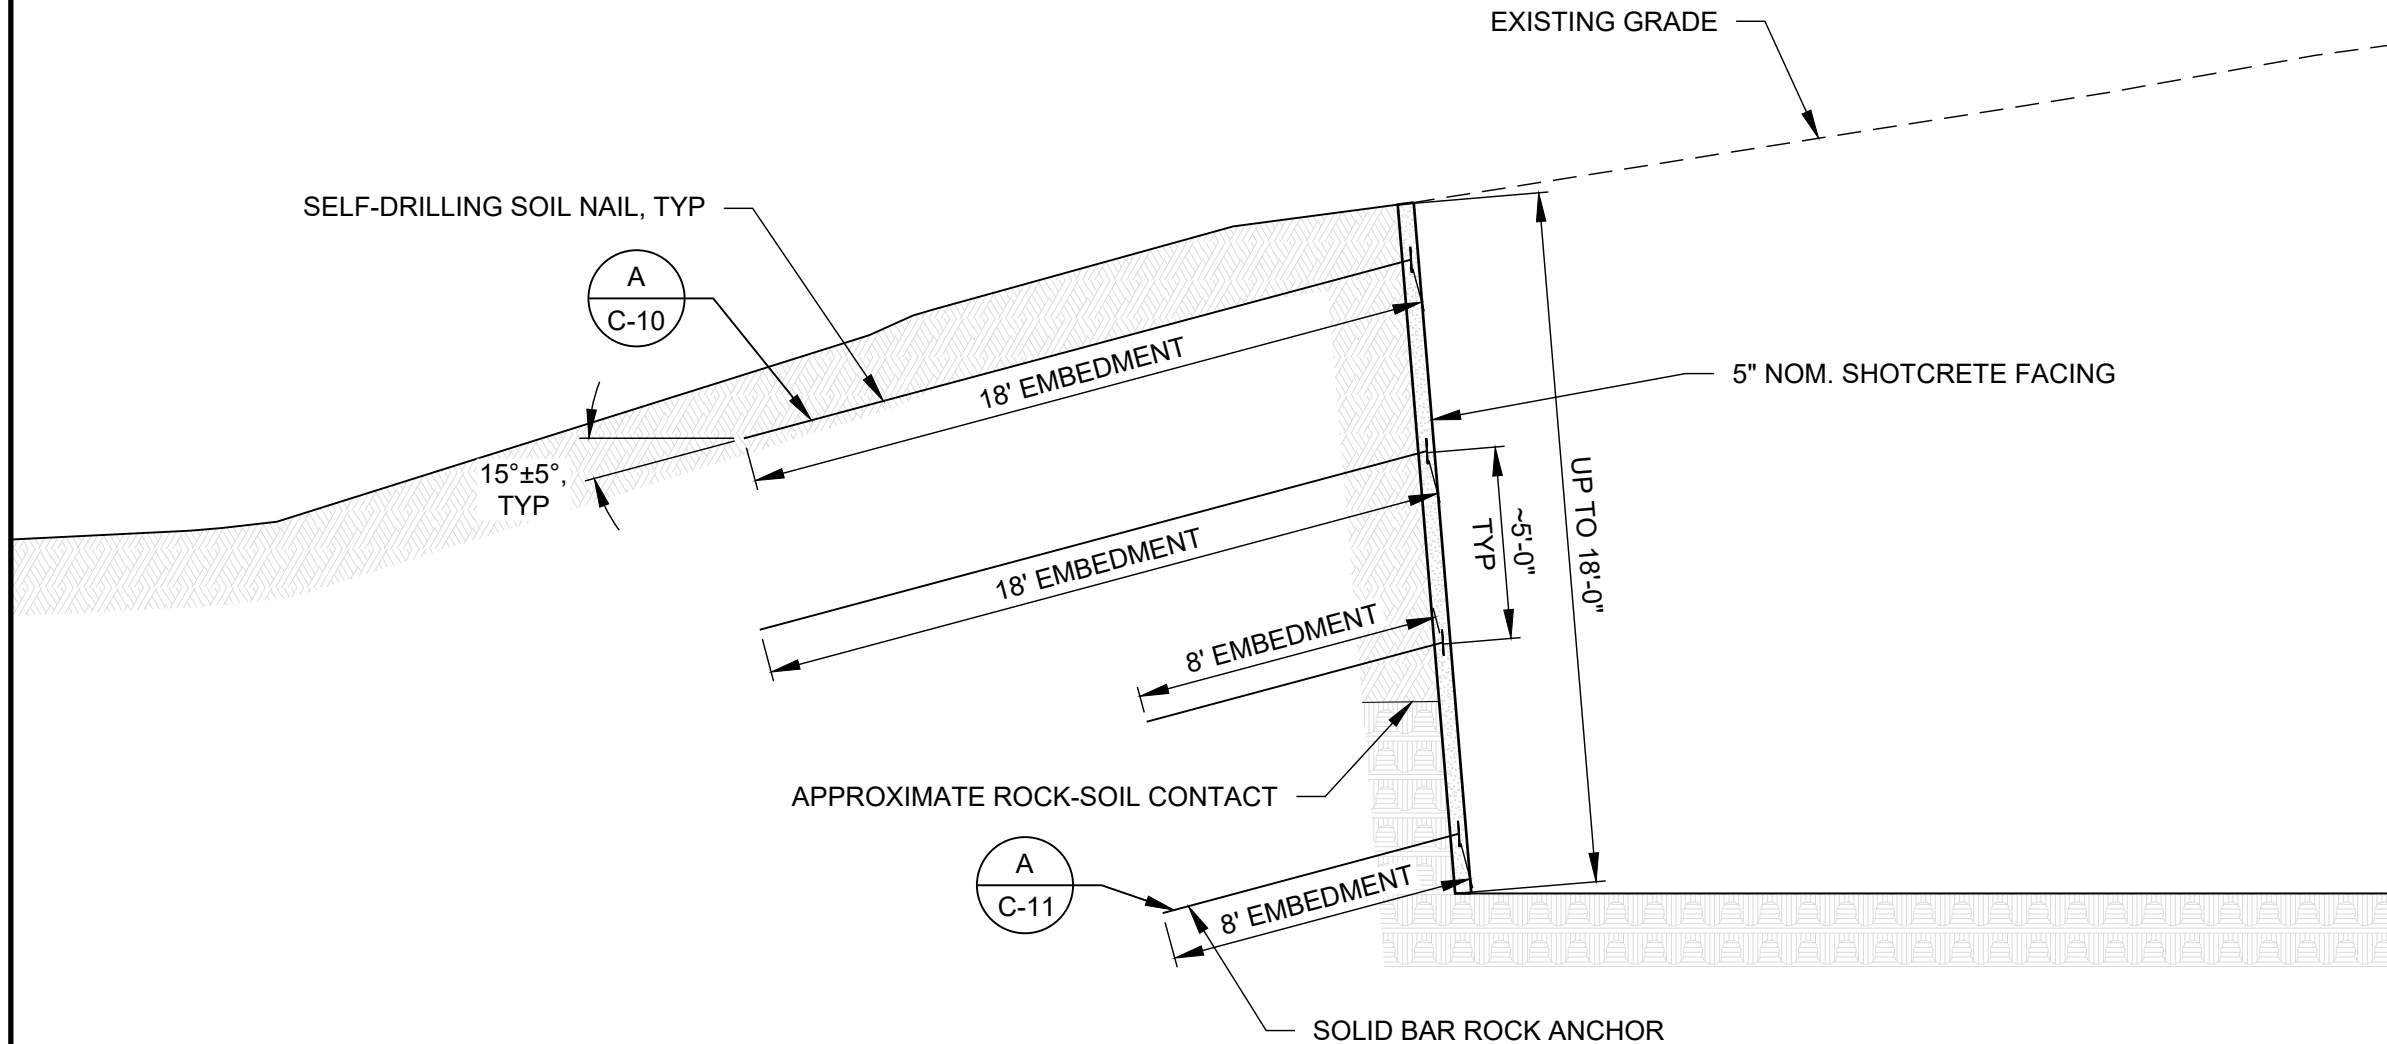 EXISTING GRADE
SELF-DRILLING SOIL NAIL, TYP
A
C-10
18' EMBEDMENT
5" NOM. SHOTCRETE FACING
15°±5°,
TYP
UP TO 18'-0"
~5'-0"
TYP
18' EMBEDMENT
8' EMBEDMENT
APPROXIMATE ROCK-SOIL CONTACT
A
C-11
8' EMBEDMENT
SOLID BAR ROCK ANCHOR